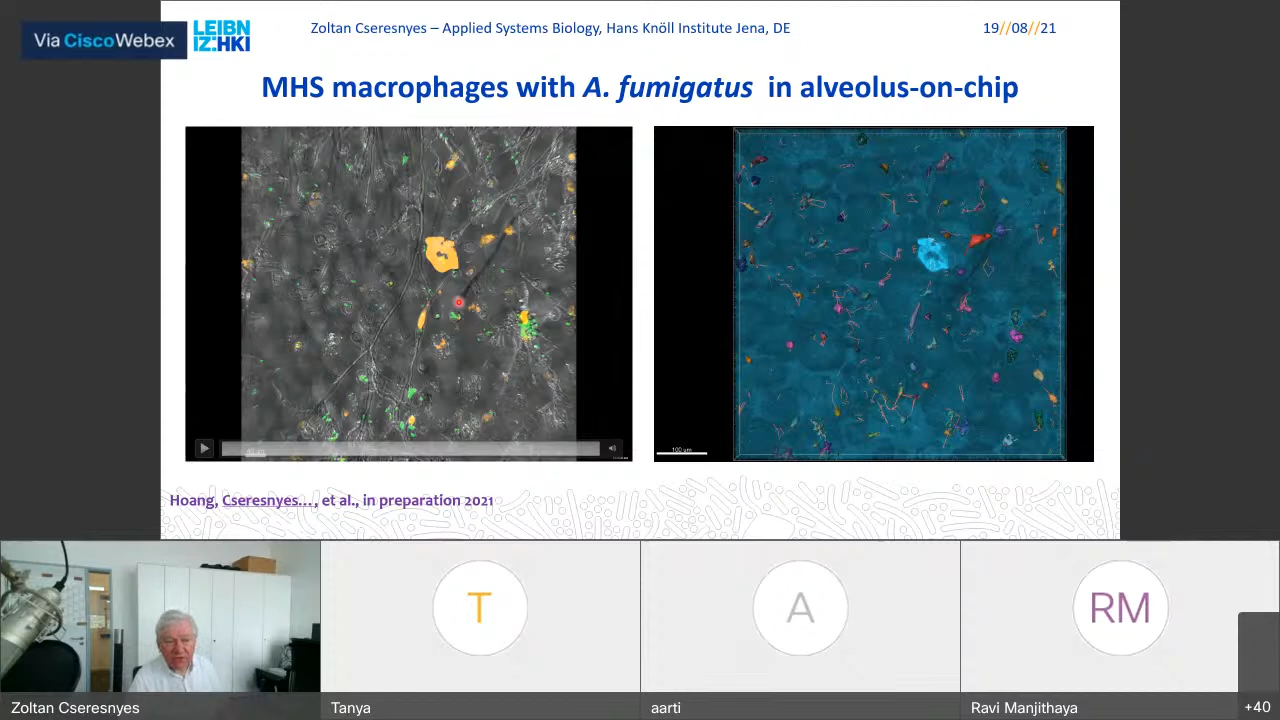 Via Cisco Webex
LEIBN
IZ:HKI
Zoltan Cseresnyes – Applied Systems Biology, Hans Knöll Institute Jena, DE
19//08//21
MHS macrophages with A. fumigatus in alveolus-on-chip
100 um
Hoang, Cseresnyes…, et al., in preparation 2021
T
A
RM
Zoltan Cseresnyes
Tanya
aarti
Ravi Manjithaya
+40